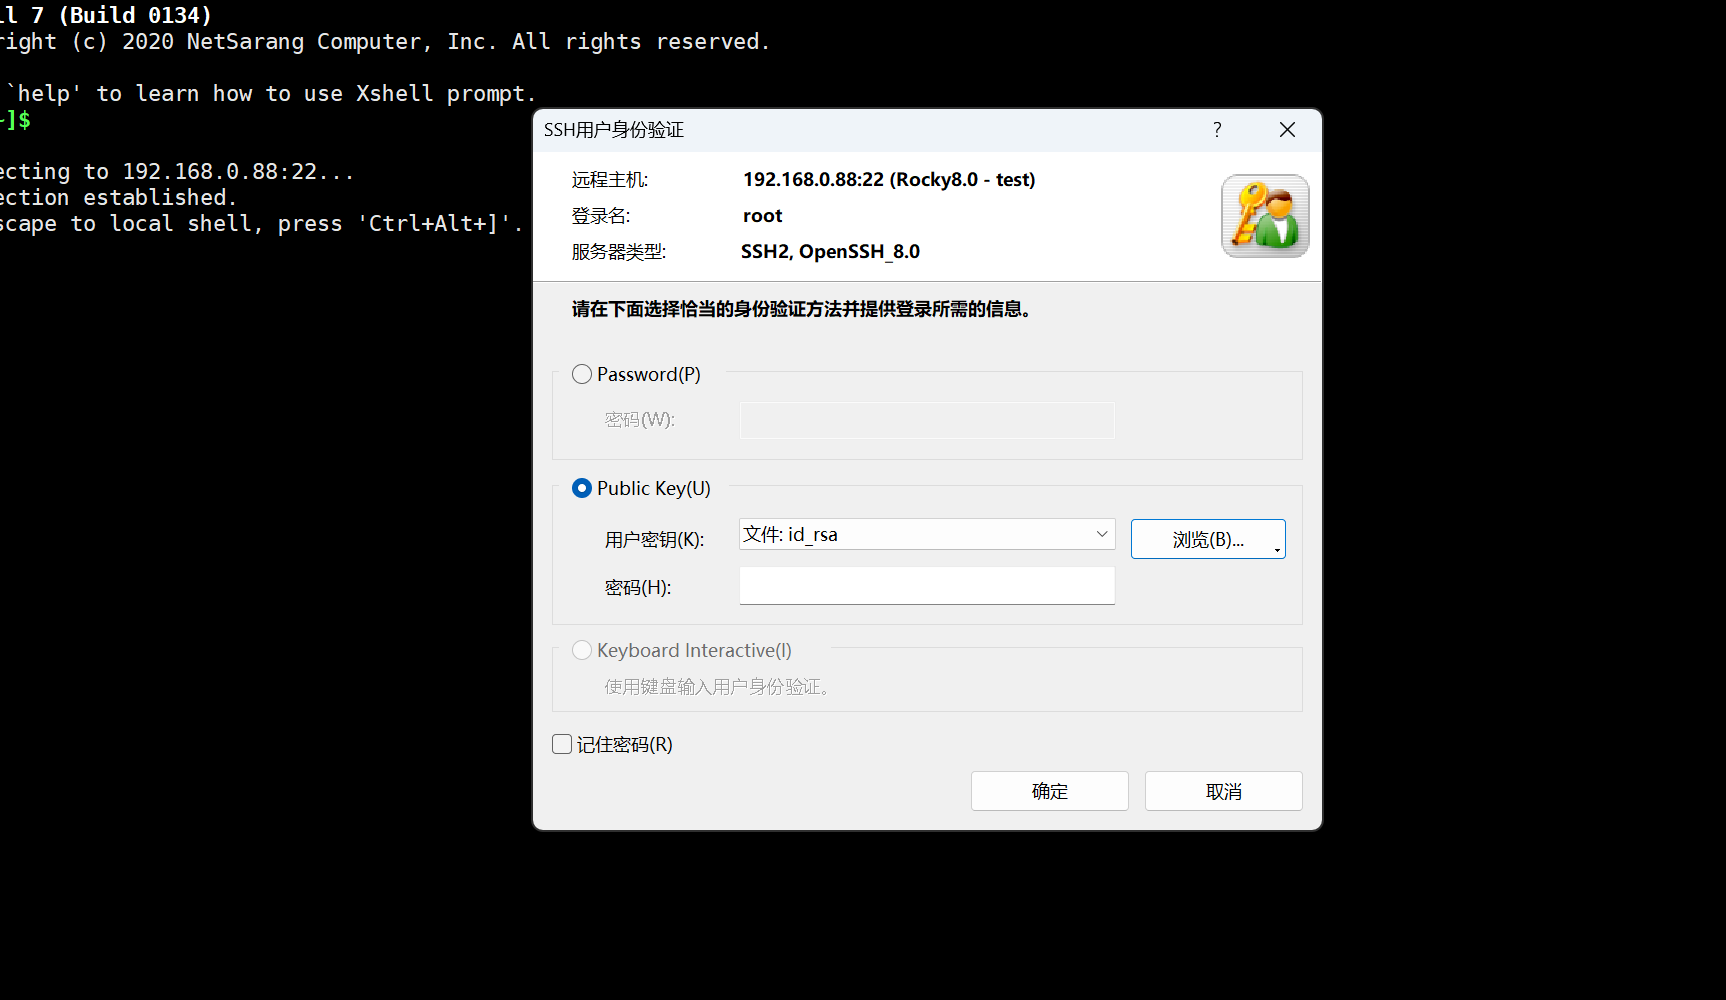 ll 7 (Build 0134)
right (c) 2020 NetSarang Computer, Inc. All rights reserved.
`help' to learn how to use Xshell prompt.
~]$
ecting to 192.168.0.88:22...
ection established.
scape to local shell, press 'Ctrl+Alt+]'.
SSH用户身份验证
?
远程主机: 192.168.0.88:22 (Rocky8.0 - test)
登录名: root
服务器类型: SSH2, OpenSSH_8.0
请在下面选择恰当的身份验证方法并提供登录所需的信息。
Password(P)
密码(W):
Public Key(U)
用户密钥(K): 文件: id_rsa 浏览(B)...
密码(H):
Keyboard Interactive(I)
使用键盘输入用户身份验证。
记住密码(R)
确定 取消